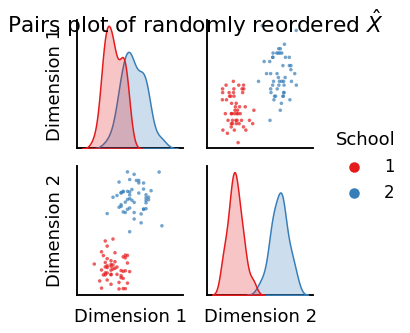 Pairs plot of randomly reordered X̂
Dimension 1
School
1
2
Dimension 2
Dimension 1
Dimension 2